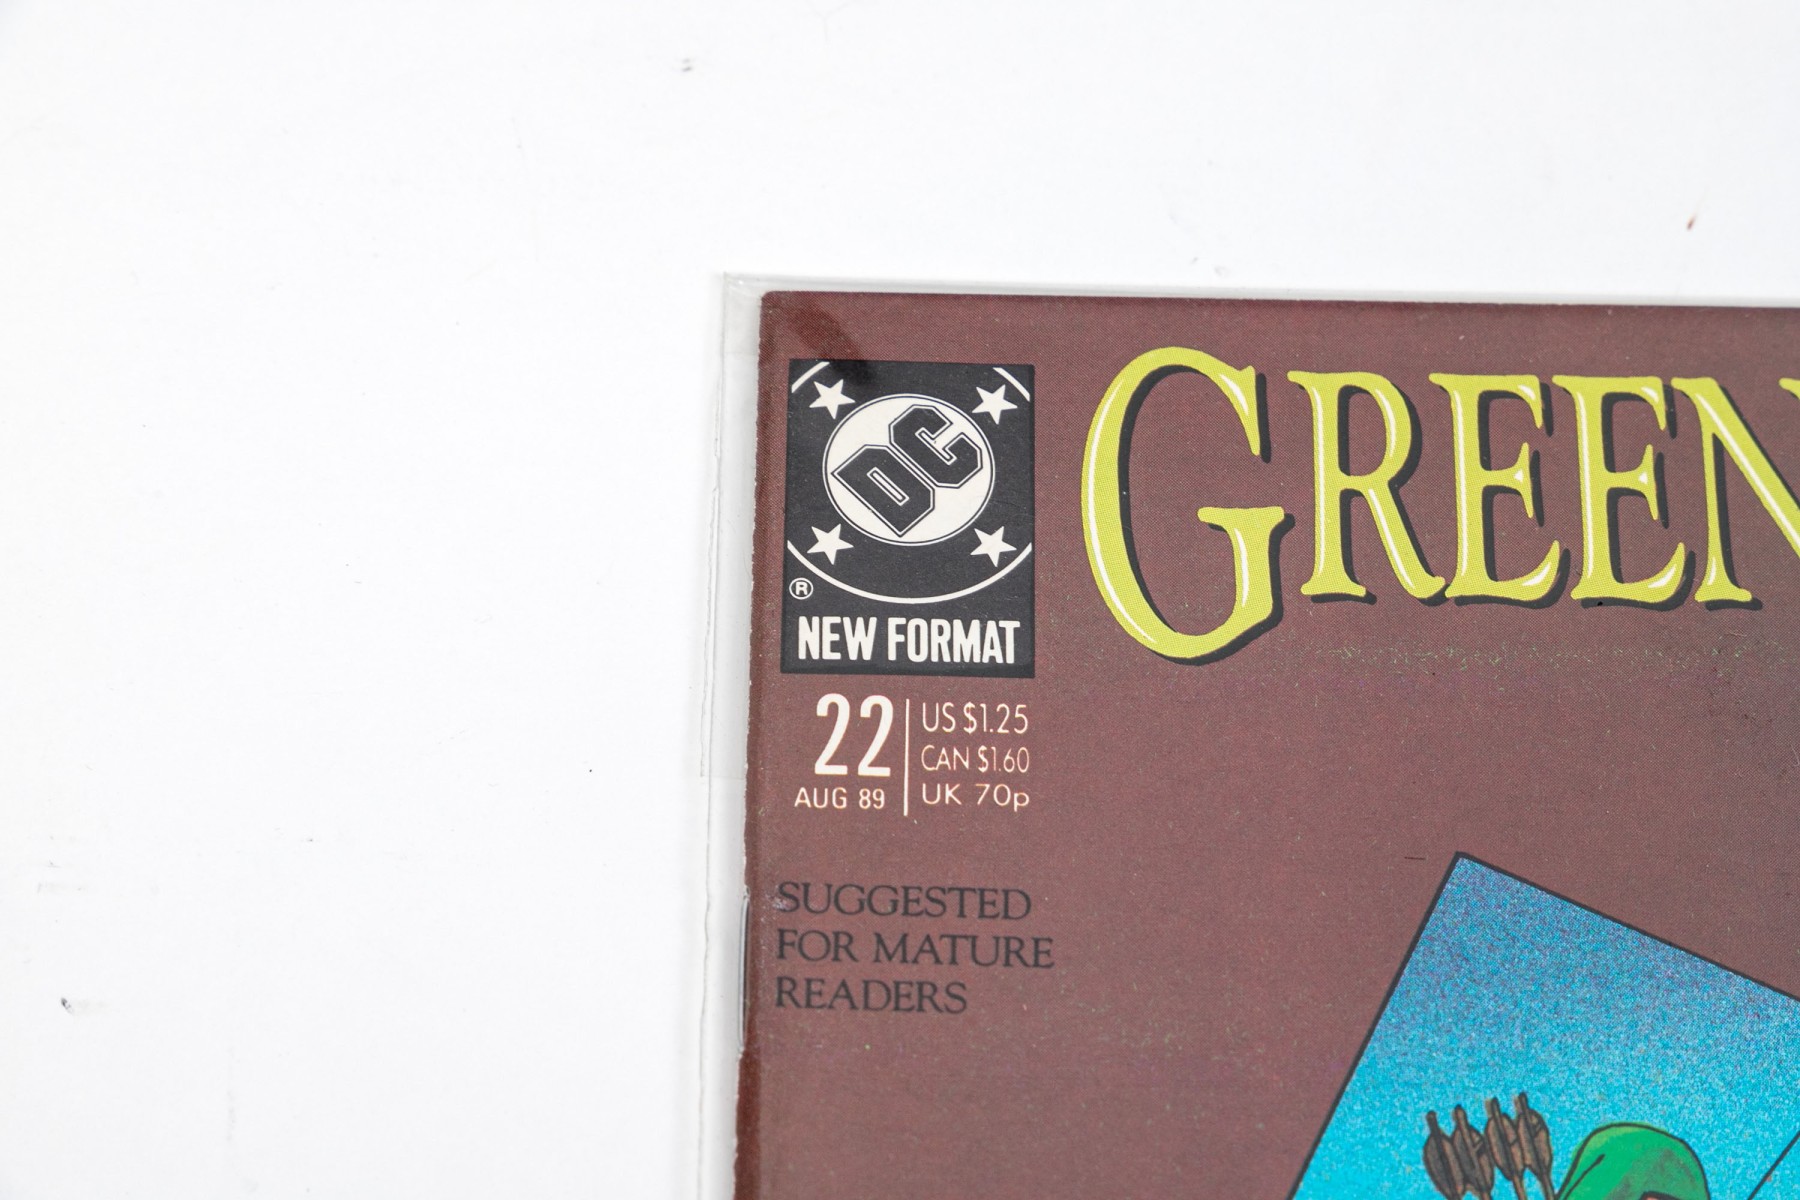 DC
®
NEW FORMAT
22
AUG 89
US $1.25
CAN $1.60
UK 70p
GREEN
SUGGESTED
FOR MATURE
READERS